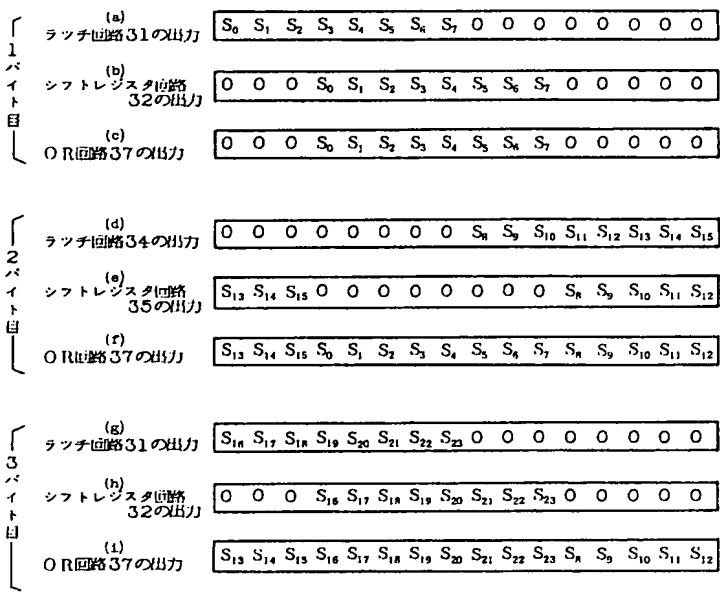 1バイト目
(a)
ラッチ回路31の出力
S₀ S₁ S₂ S₃ S₄ S₅ S₆ S₇ 0 0 0 0 0 0 0 0
(b)
シフトレジスタ回路
32の出力
0 0 0 S₀ S₁ S₂ S₃ S₄ S₅ S₆ S₇ 0 0 0 0 0
(c)
OR回路37の出力
0 0 0 S₀ S₁ S₂ S₃ S₄ S₅ S₆ S₇ 0 0 0 0 0
2バイト目
(d)
ラッチ回路34の出力
0 0 0 0 0 0 0 0 S₈ S₉ S₁₀ S₁₁ S₁₂ S₁₃ S₁₄ S₁₅
(e)
シフトレジスタ回路
35の出力
S₁₃ S₁₄ S₁₅ 0 0 0 0 0 0 0 0 S₈ S₉ S₁₀ S₁₁ S₁₂
(f)
OR回路37の出力
S₁₃ S₁₄ S₁₅ S₀ S₁ S₂ S₃ S₄ S₅ S₆ S₇ S₈ S₉ S₁₀ S₁₁ S₁₂
3バイト目
(g)
ラッチ回路31の出力
S₁₆ S₁₇ S₁₈ S₁₉ S₂₀ S₂₁ S₂₂ S₂₃ 0 0 0 0 0 0 0 0
(h)
シフトレジスタ回路
32の出力
0 0 0 S₁₆ S₁₇ S₁₈ S₁₉ S₂₀ S₂₁ S₂₂ S₂₃ 0 0 0 0 0
(i)
OR回路37の出力
S₁₃ S₁₄ S₁₅ S₁₆ S₁₇ S₁₈ S₁₉ S₂₀ S₂₁ S₂₂ S₂₃ S₈ S₉ S₁₀ S₁₁ S₁₂